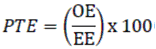 PTE = (OE/EE) x 100